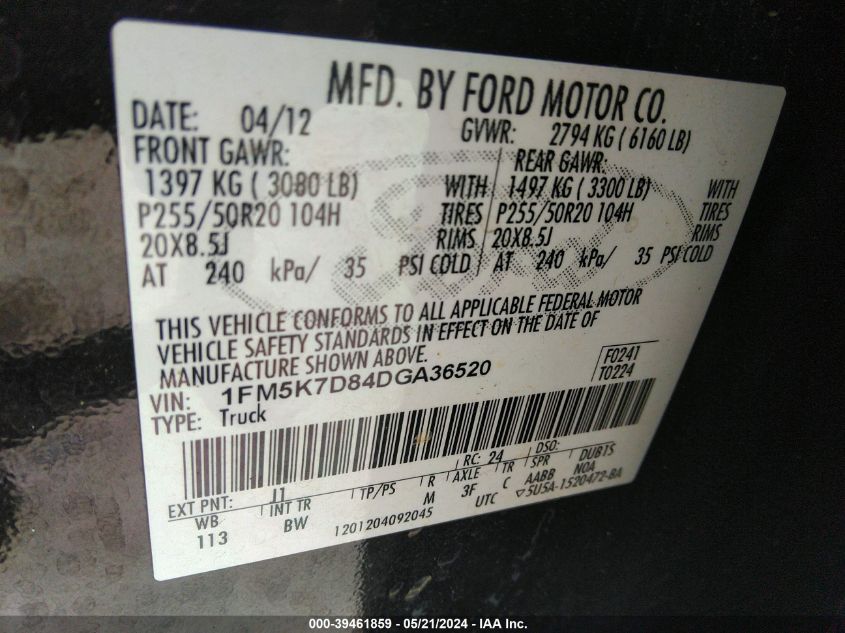 MFD. BY FORD MOTOR CO.
DATE: 04/12 GVWR: 2794 KG ( 6160 LB)
FRONT GAWR: REAR GAWR:
1397 KG ( 3080 LB) WITH 1497 KG ( 3300 LB) WITH
P255/50R20 104H TIRES P255/50R20 104H TIRES
20X8.5J RIMS 20X8.5J RIMS
AT 240 kPa/ 35 PSI COLD AT 240 kPa/ 35 PSI COLD
THIS VEHICLE CONFORMS TO ALL APPLICABLE FEDERAL MOTOR
VEHICLE SAFETY STANDARDS IN EFFECT ON THE DATE OF
MANUFACTURE SHOWN ABOVE.
F0241
T0224
VIN: 1FM5K7D84DGA36520
TYPE: Truck
EXT PNT: J1 RC: 24 DSO:
WB INT TR TP/PS R AXLE TR SPR DUB1S
113 BW M 3F C AABB NOA
1201204092045 UTC 5U5A-1520472-BA
000-39461859 - 05/21/2024 - IAA Inc.